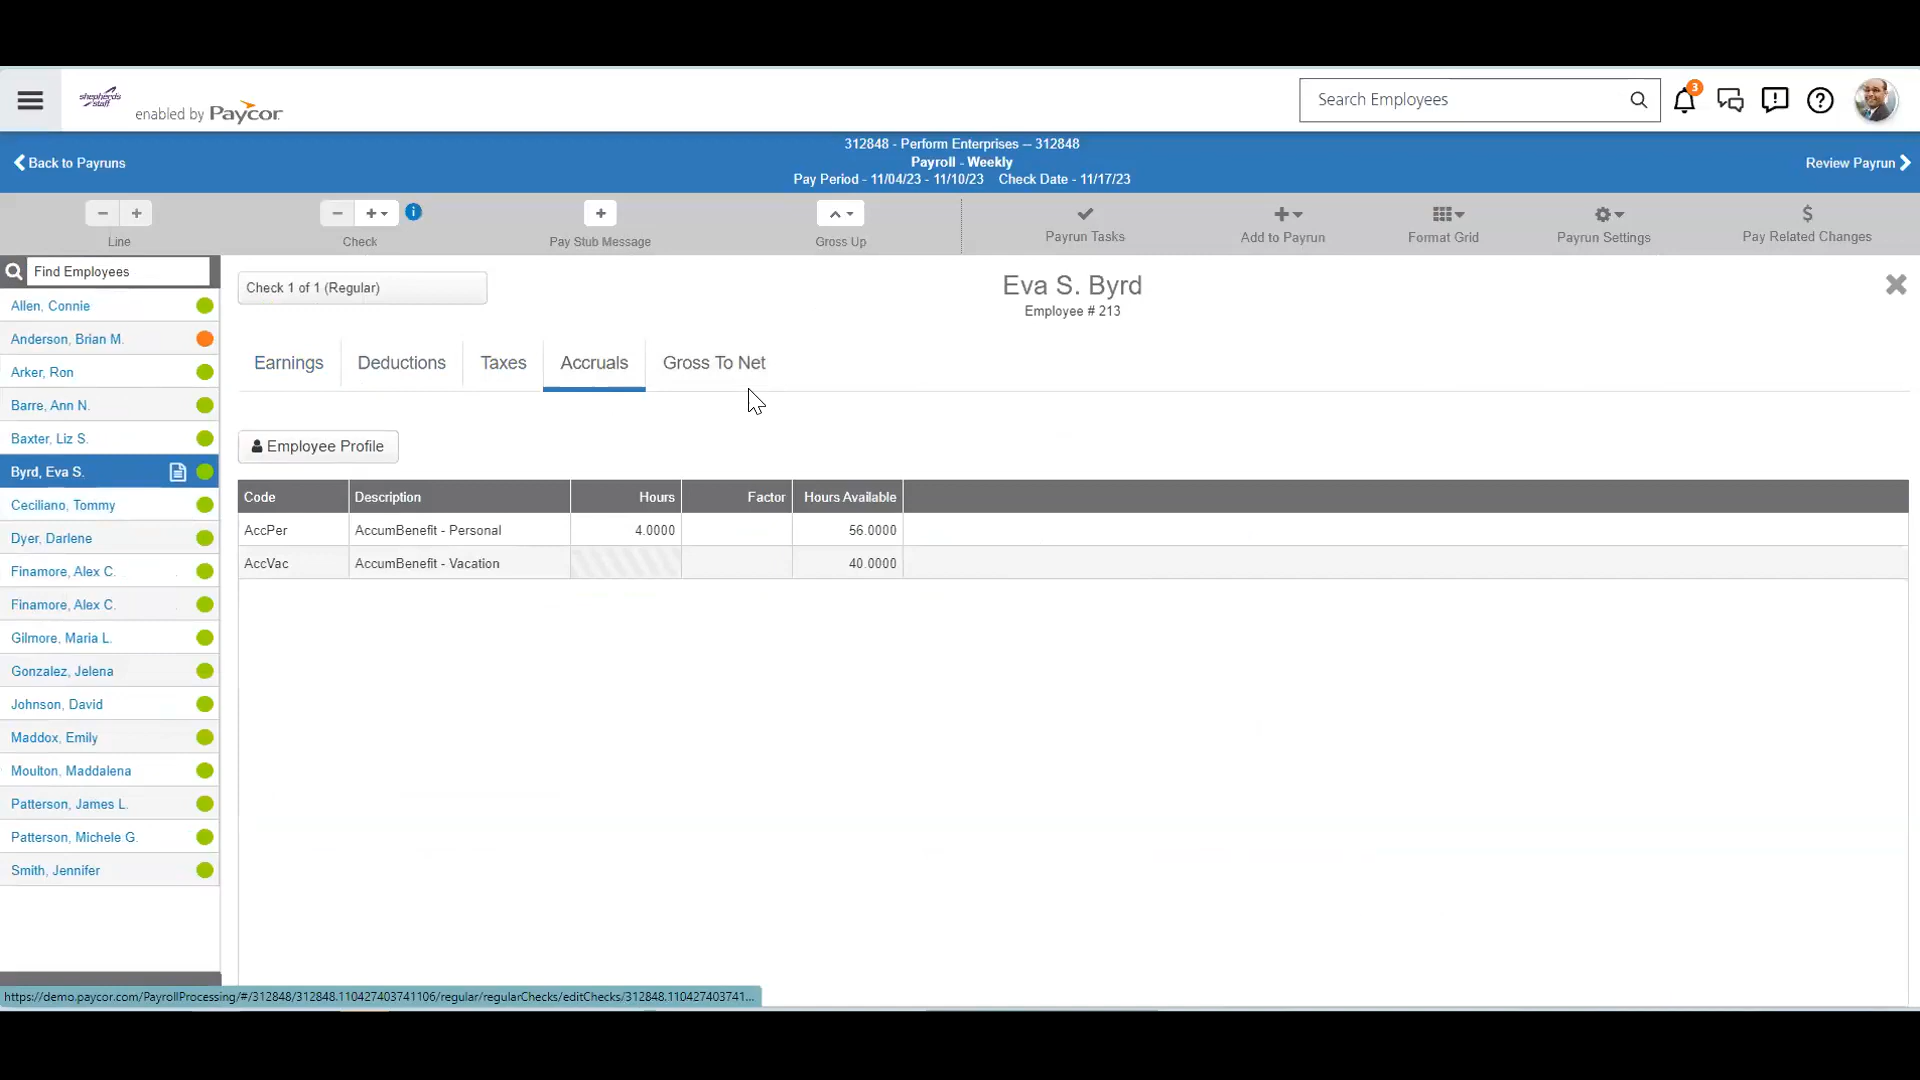 shepherds staff
enabled by Paycor
Search Employees
3
312848 - Perform Enterprises -- 312848
Back to Payruns
Payroll - Weekly
Review Payrun
Pay Period - 11/04/23 - 11/10/23 Check Date - 11/17/23
Line
Check
Pay Stub Message
Gross Up
Payrun Tasks
Add to Payrun
Format Grid
Payrun Settings
Pay Related Changes
Find Employees
Allen, Connie
Anderson, Brian M.
Arker, Ron
Barre, Ann N.
Baxter, Liz S.
Byrd, Eva S.
Ceciliano, Tommy
Dyer, Darlene
Finamore, Alex C.
Finamore, Alex C.
Gilmore, Maria L.
Gonzalez, Jelena
Johnson, David
Maddox, Emily
Moulton, Maddalena
Patterson, James L.
Patterson, Michele G.
Smith, Jennifer
Check 1 of 1 (Regular)
Eva S. Byrd
Employee # 213
Earnings Deductions Taxes Accruals Gross To Net
Employee Profile
Code Description Hours Factor Hours Available
AccPer AccumBenefit - Personal 4.0000 56.0000
AccVac AccumBenefit - Vacation 40.0000
https://demo.paycor.com/PayrollProcessing/#/312848/312848.110427403741106/regular/regularChecks/editChecks/312848.110427403741...